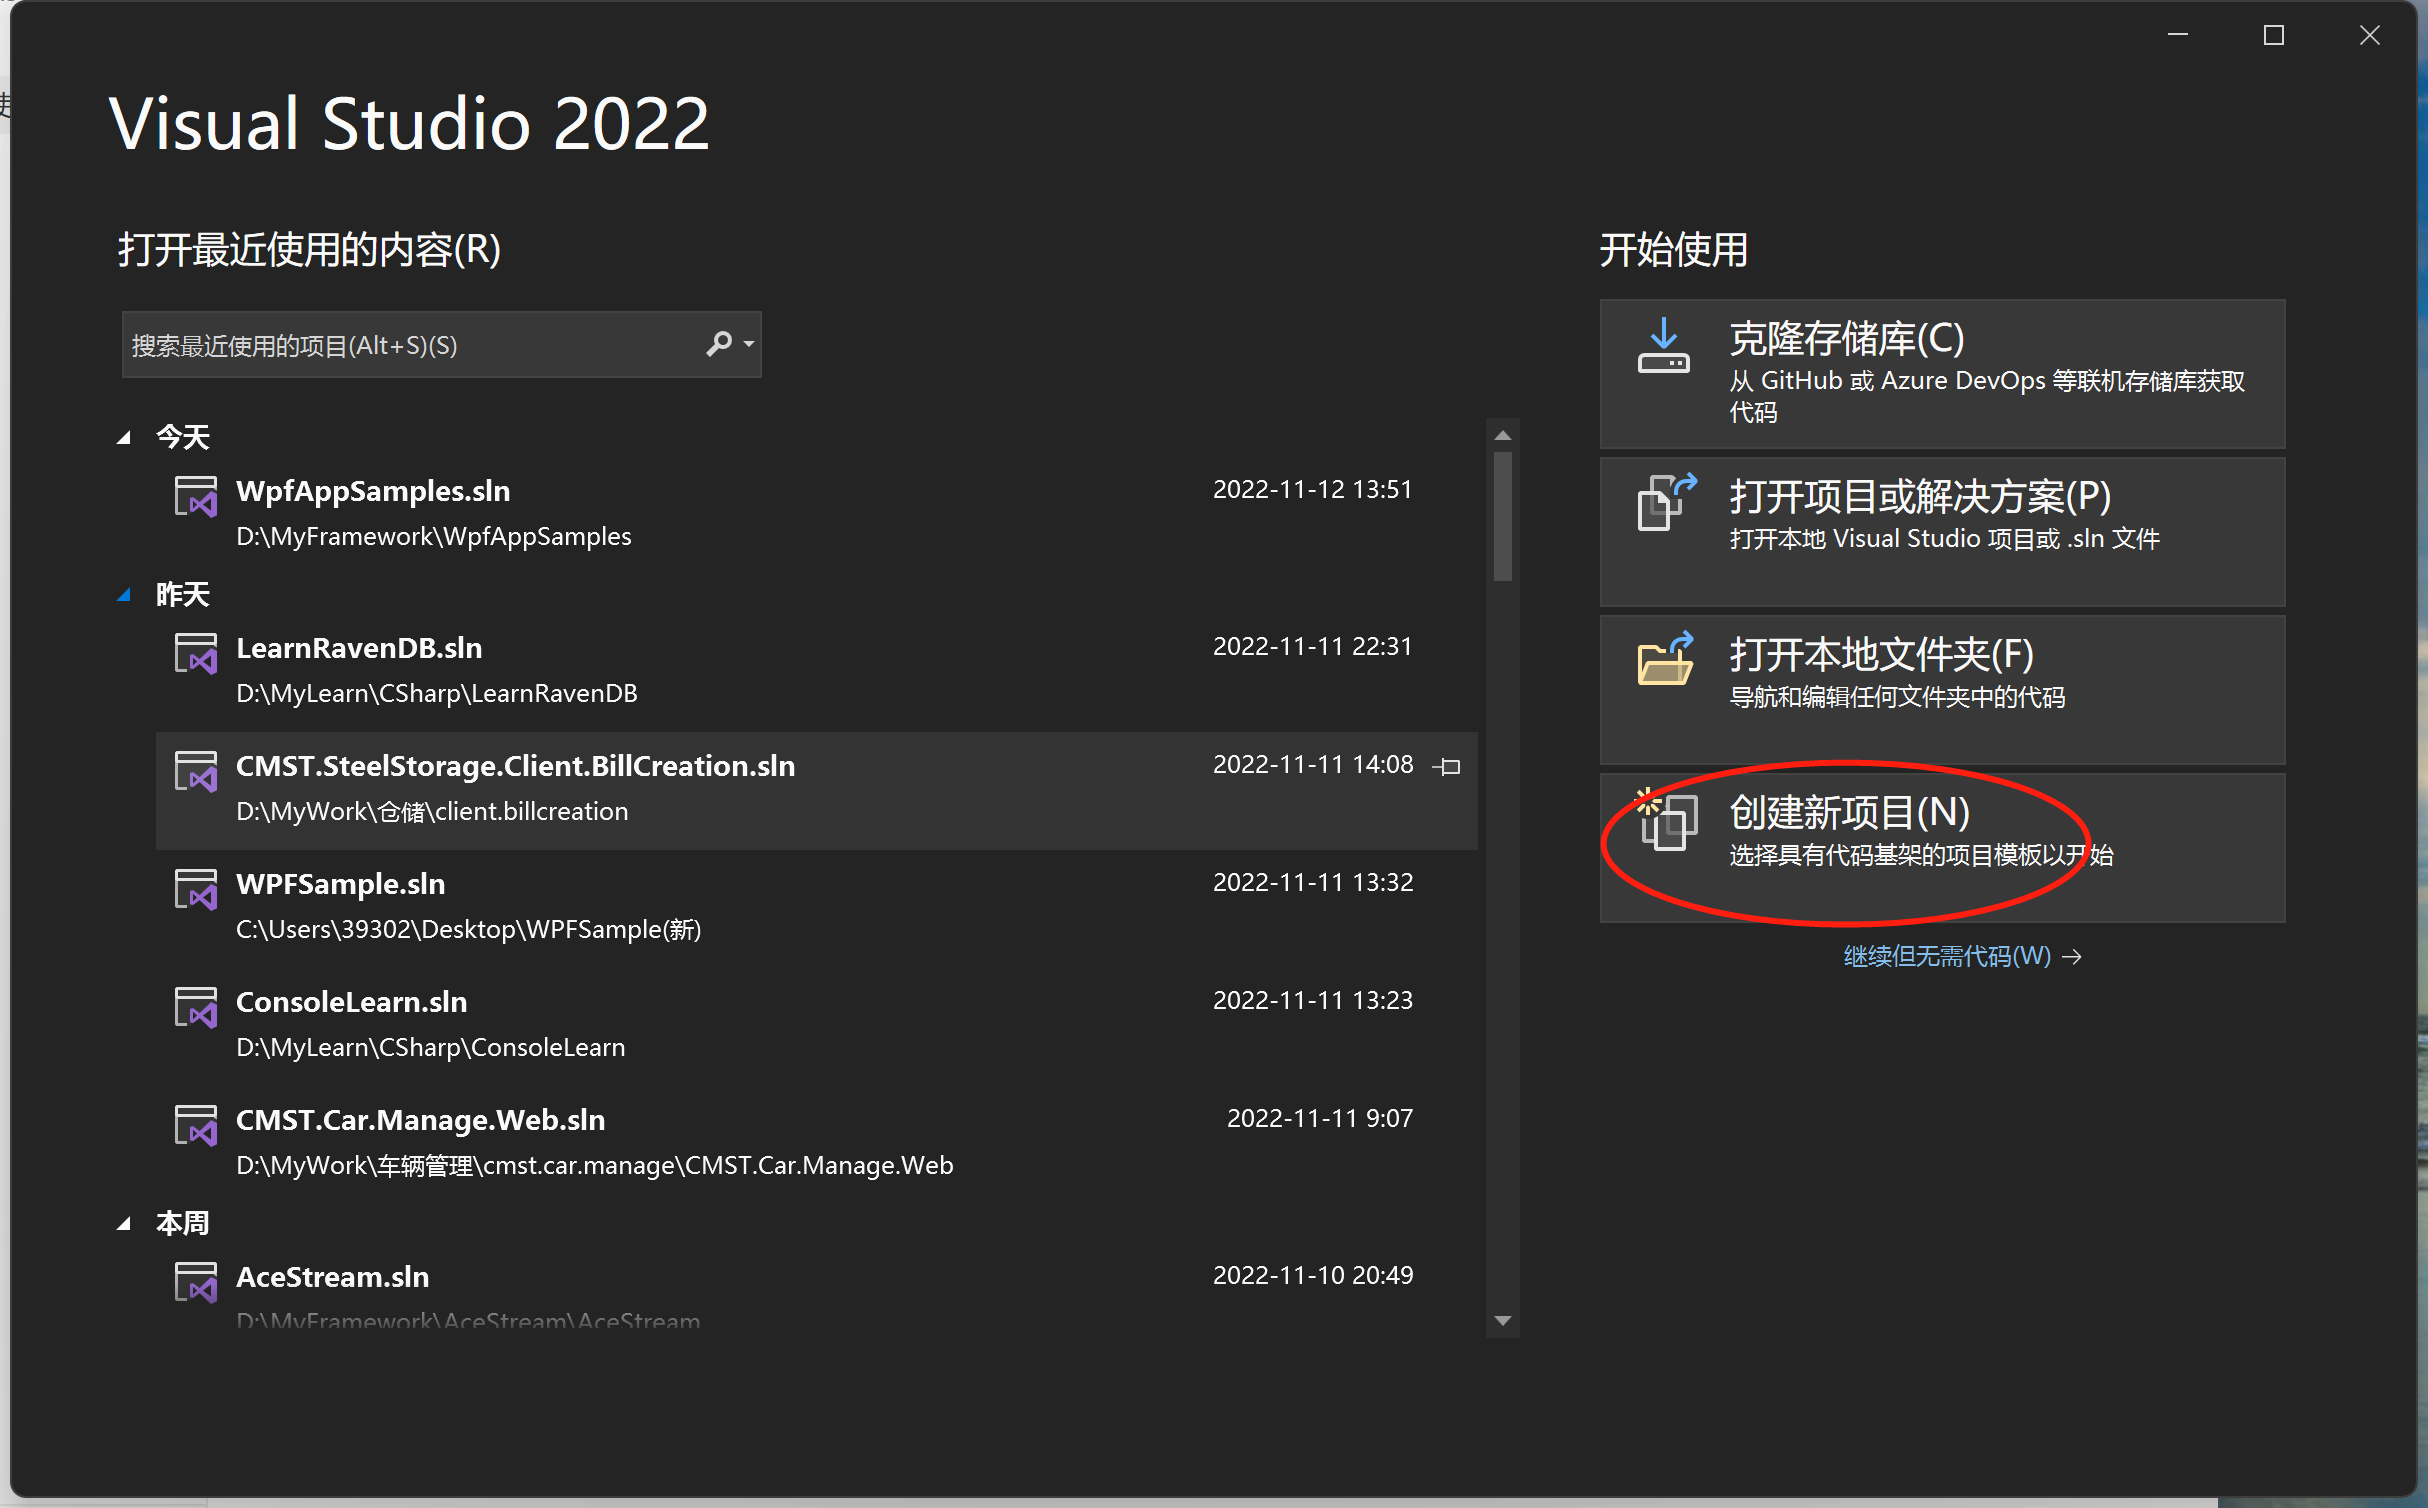 Visual Studio 2022
打开最近使用的内容(R)
搜索最近使用的项目(Alt+S)(S)
今天
WpfAppSamples.sln 2022-11-12 13:51
D:\MyFramework\WpfAppSamples
昨天
LearnRavenDB.sln 2022-11-11 22:31
D:\MyLearn\CSharp\LearnRavenDB
CMST.SteelStorage.Client.BillCreation.sln 2022-11-11 14:08
D:\MyWork\仓储\client.billcreation
WPFSample.sln 2022-11-11 13:32
C:\Users\39302\Desktop\WPFSample(新)
ConsoleLearn.sln 2022-11-11 13:23
D:\MyLearn\CSharp\ConsoleLearn
CMST.Car.Manage.Web.sln 2022-11-11 9:07
D:\MyWork\车辆管理\cmst.car.manage\CMST.Car.Manage.Web
本周
AceStream.sln 2022-11-10 20:49
D:\MyFramework\AceStream\AceStream
开始使用
克隆存储库(C)
从 GitHub 或 Azure DevOps 等联机存储库获取
代码
打开项目或解决方案(P)
打开本地 Visual Studio 项目或 .sln 文件
打开本地文件夹(F)
导航和编辑任何文件夹中的代码
创建新项目(N)
选择具有代码基架的项目模板以开始
继续但无需代码(W) →